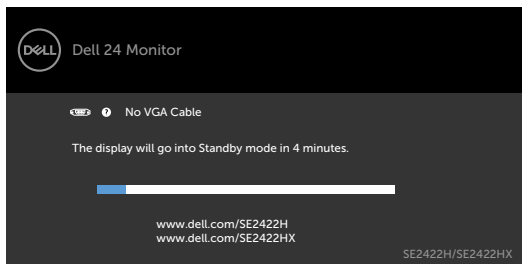 DELL
Dell 24 Monitor
No VGA Cable
The display will go into Standby mode in 4 minutes.
www.dell.com/SE2422H
www.dell.com/SE2422HX
SE2422H/SE2422HX